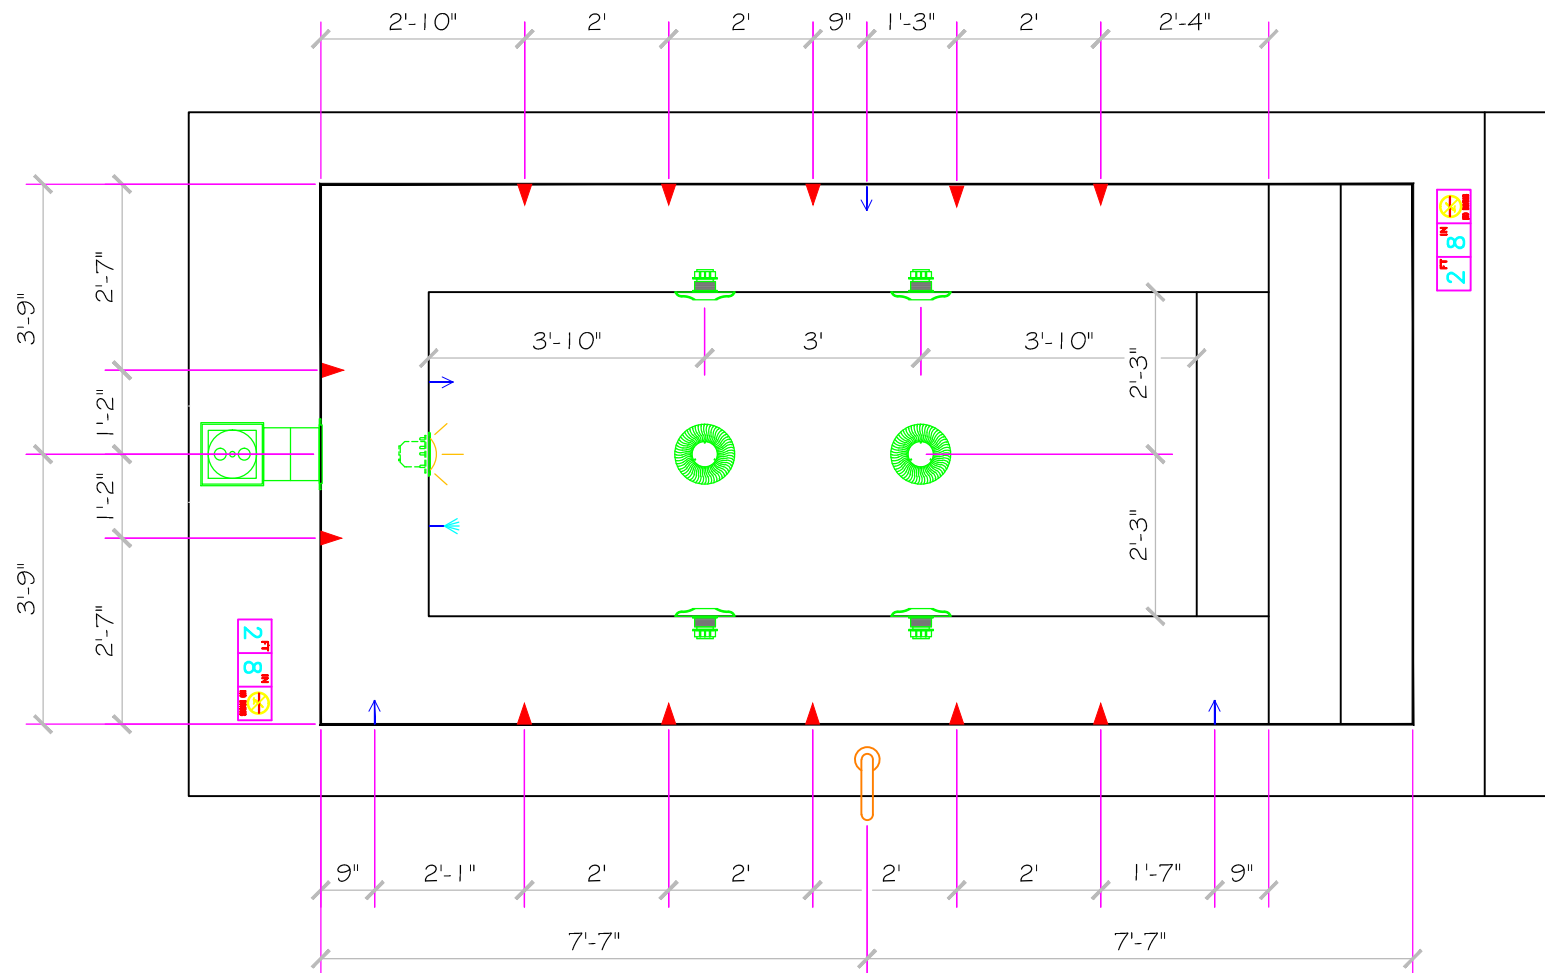 2'-10" 2' 2' 9" 1'-3" 2' 2'-4"
3'-9"
2'-7"
1'-2"
1'-2"
3'-9"
2'-7"
3'-10" 3' 3'-10"
2'-3"
2'-3"
IN 8
FT 2
2 FT
8 IN
9" 2'-1" 2' 2' 2' 2' 1'-7" 9"
7'-7" 7'-7"